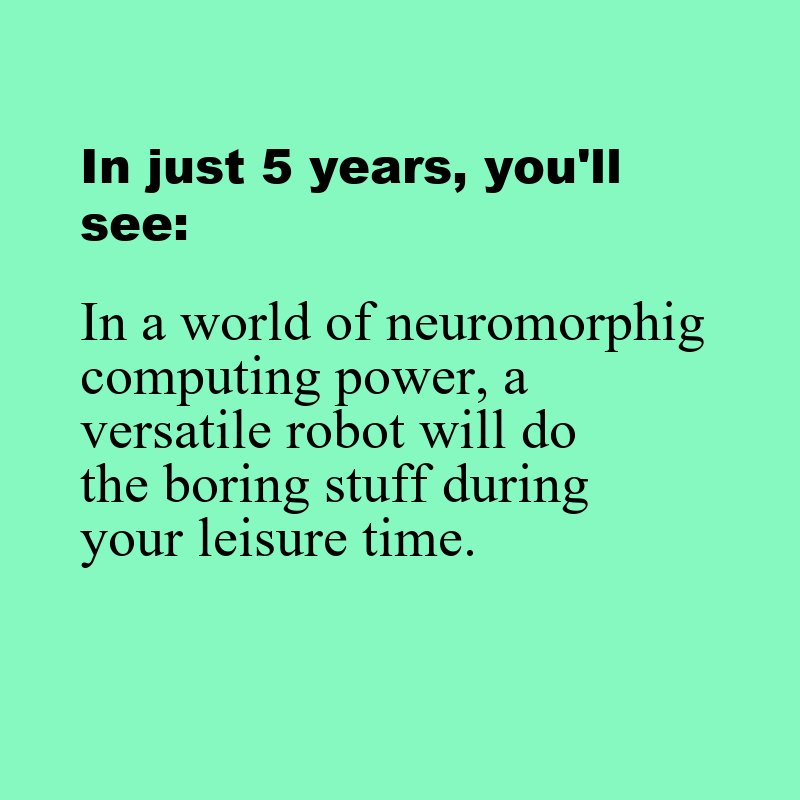 In just 5 years, you'll
see:
In a world of neuromorphig
computing power, a
versatile robot will do
the boring stuff during
your leisure time.